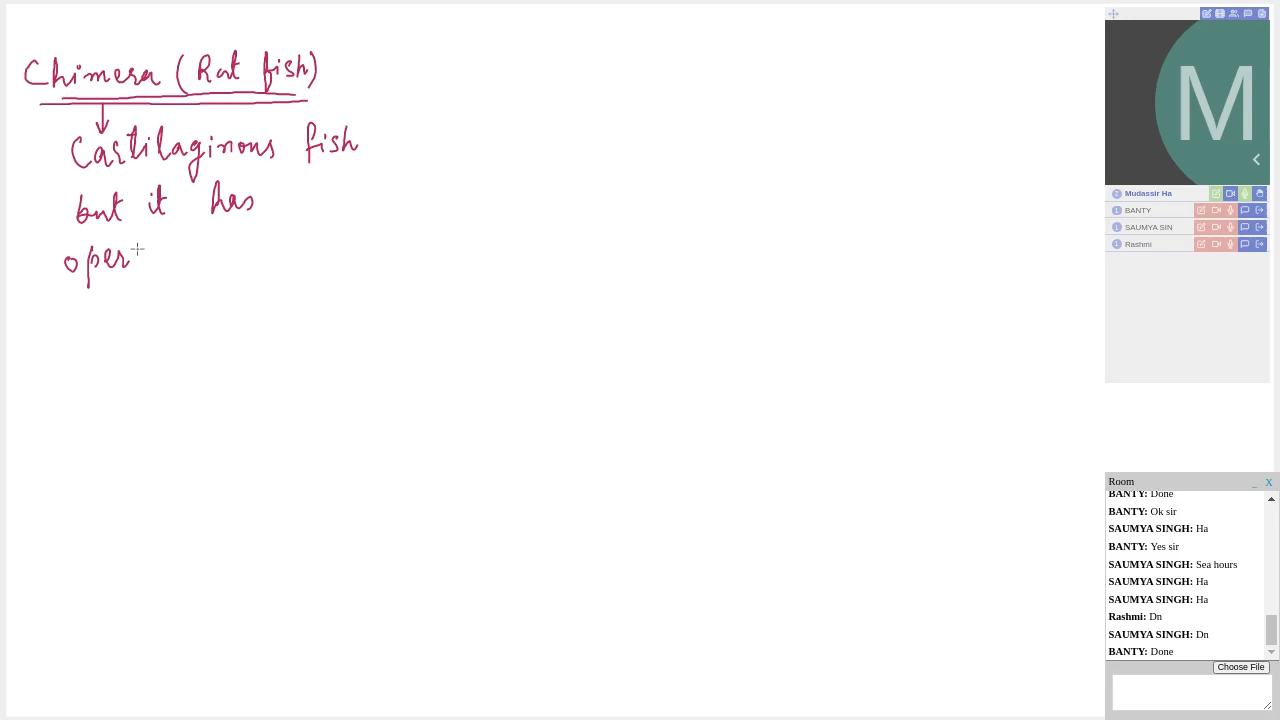 Chimera (Rat fish)
Cartilaginous fish
but it has
oper
M
Mudassir Ha
BANTY
SAUMYA SIN
Rashmi
Room _ X
BANTY: Done
BANTY: Ok sir
SAUMYA SINGH: Ha
BANTY: Yes sir
SAUMYA SINGH: Sea hours
SAUMYA SINGH: Ha
SAUMYA SINGH: Ha
Rashmi: Dn
SAUMYA SINGH: Dn
BANTY: Done
Choose File